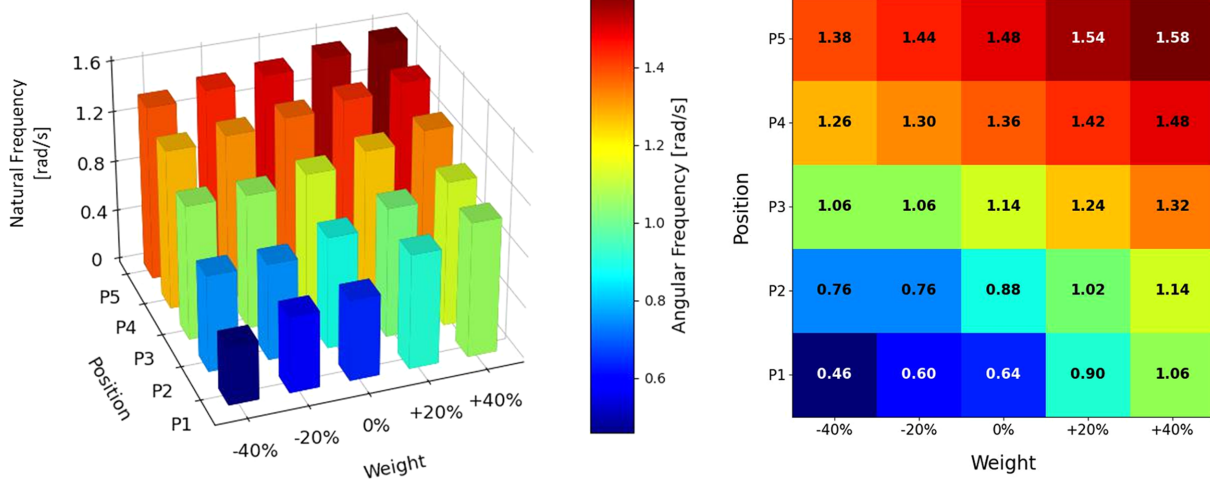 Natural Frequency
[rad/s]
1.6
1.2
0.8
0.4
0
P5
P4
P3
P2
P1
Position
-40%
-20%
0%
+20%
+40%
Weight
1.4
1.2
1.0
0.8
0.6
Angular Frequency [rad/s]
Position
P5 1.38 1.44 1.48 1.54 1.58
P4 1.26 1.30 1.36 1.42 1.48
P3 1.06 1.06 1.14 1.24 1.32
P2 0.76 0.76 0.88 1.02 1.14
P1 0.46 0.60 0.64 0.90 1.06
-40% -20% 0% +20% +40%
Weight